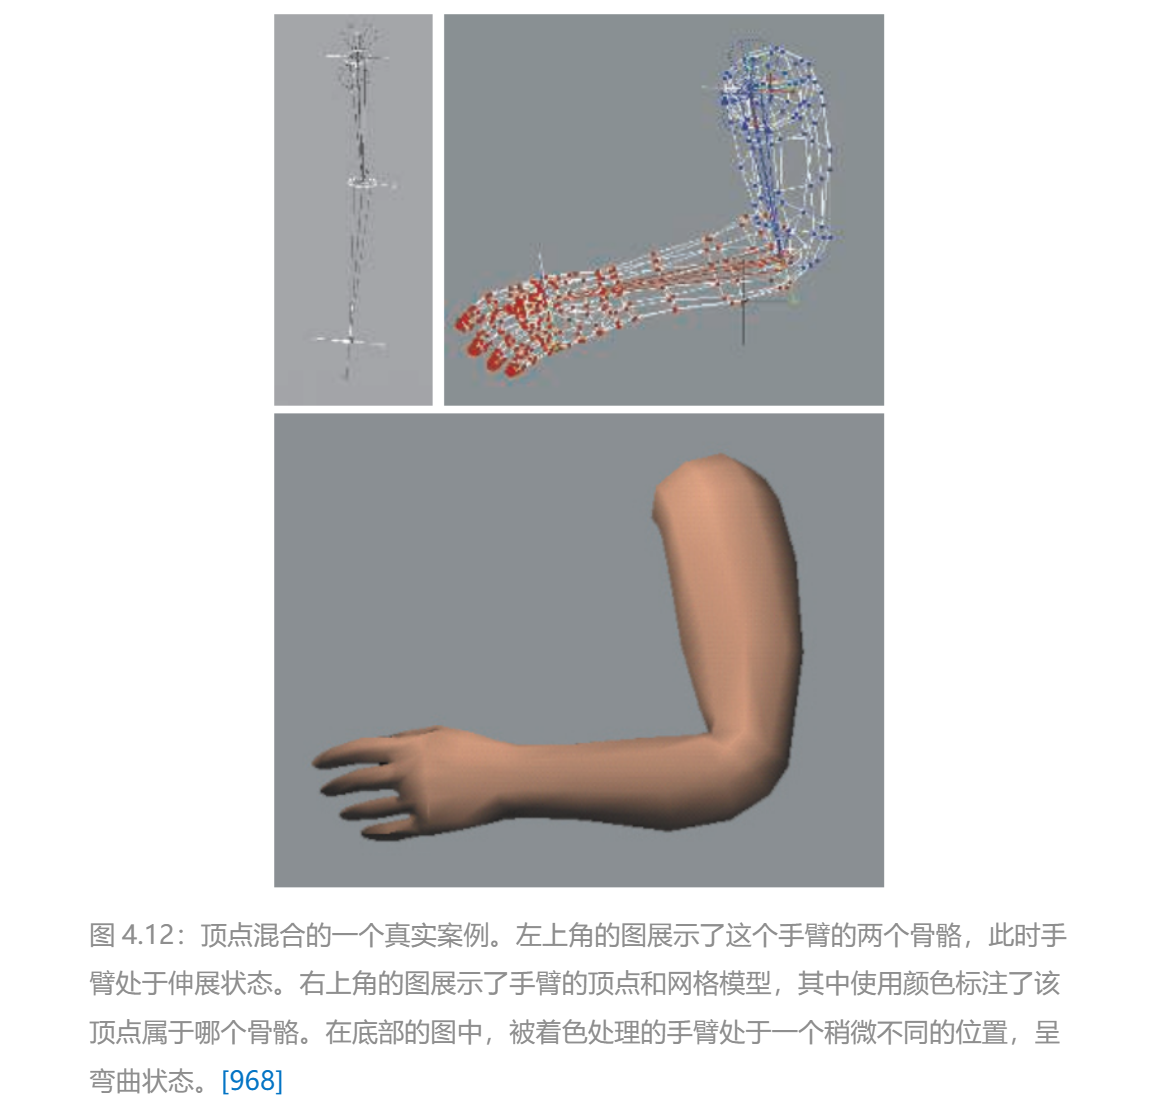 图 4.12：顶点混合的一个真实案例。左上角的图展示了这个手臂的两个骨骼，此时手
臂处于伸展状态。右上角的图展示了手臂的顶点和网格模型，其中使用颜色标注了该
顶点属于哪个骨骼。在底部的图中，被着色处理的手臂处于一个稍微不同的位置，呈
弯曲状态。[968]